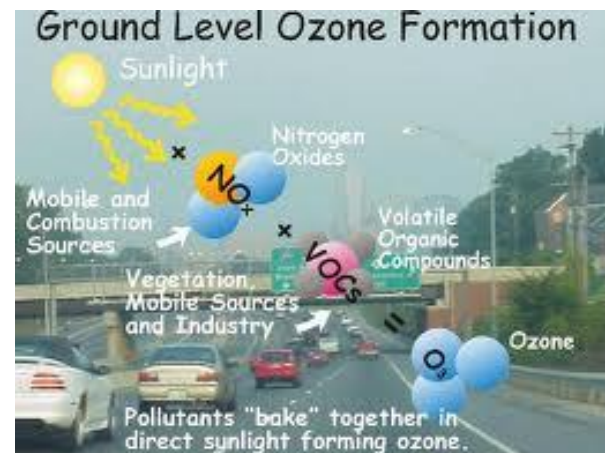 Ground Level Ozone Formation
Sunlight
x
Nitrogen
Oxides
NOx
Mobile and
Combustion
Sources
x
Volatile
Organic
Compounds
VOCs
Vegetation,
Mobile Sources
and Industry
=
Ozone
O3
Pollutants "bake" together in
direct sunlight forming ozone.